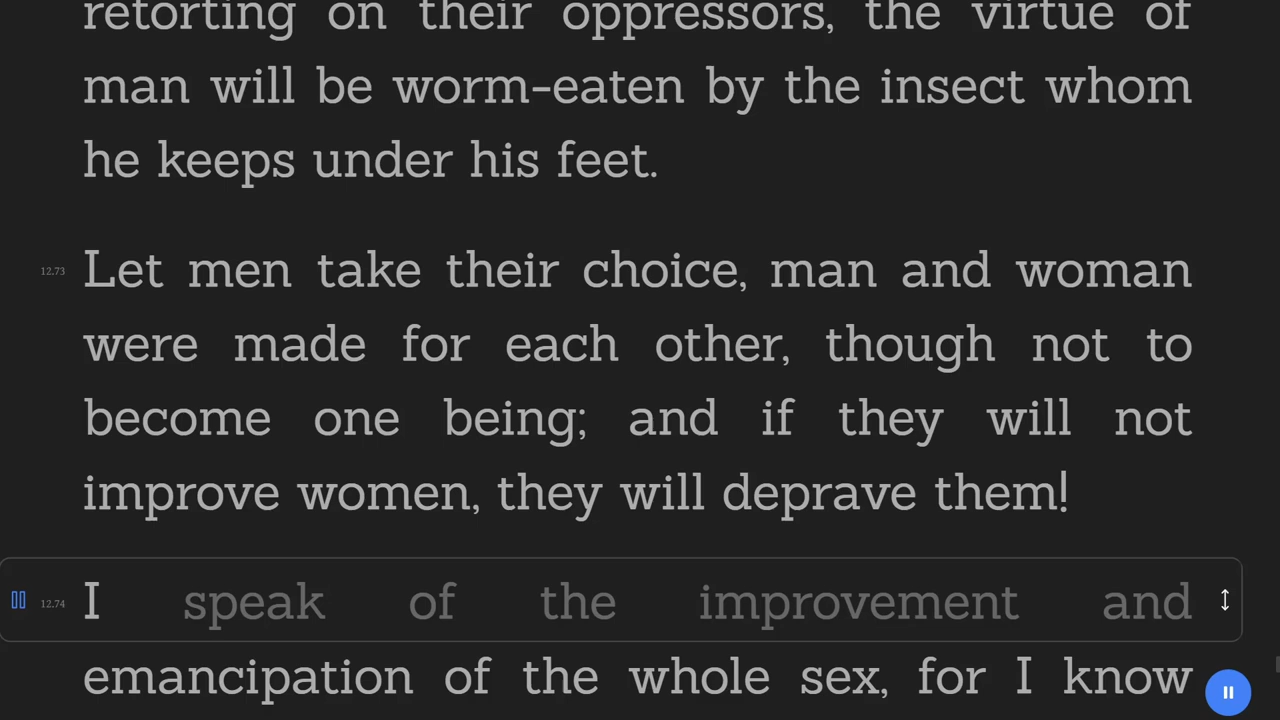 retorting on their oppressors, the virtue of
man will be worm-eaten by the insect whom
he keeps under his feet.
12.73 Let men take their choice, man and woman
were made for each other, though not to
become one being; and if they will not
improve women, they will deprave them!
12.74 I speak of the improvement and
emancipation of the whole sex, for I know